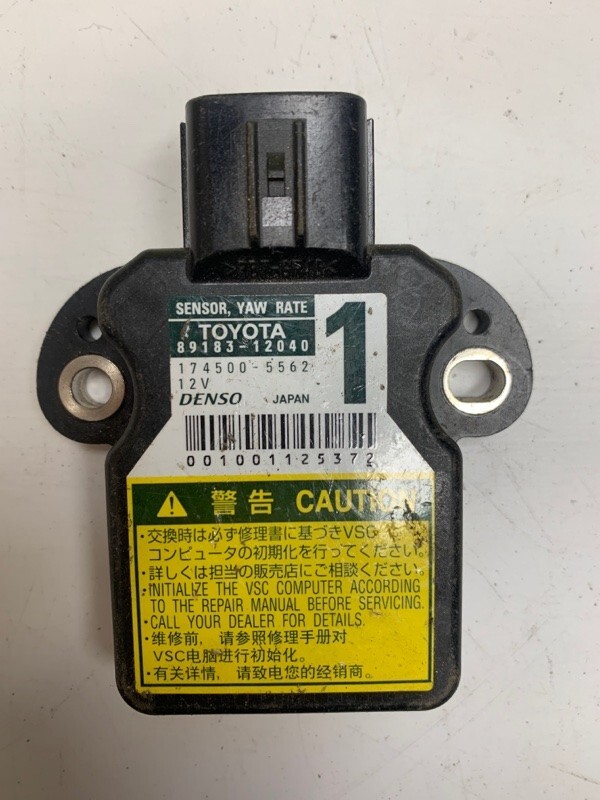 SENSOR, YAW RATE
1
TOYOTA
89183-12040
174500-5562
12V
DENSO JAPAN
001001125372
警告 CAUTION
・交換時は必ず修理書に基づきVSC
コンピュータの初期化を行ってください。
・詳しくは担当の販売店にご相談ください。
・INITIALIZE THE VSC COMPUTER ACCORDING
TO THE REPAIR MANUAL BEFORE SERVICING.
・CALL YOUR DEALER FOR DETAILS.
・维修前，请参照修理手册对
VSC电脑进行初始化。
・有关详情，请致电您的经销商。